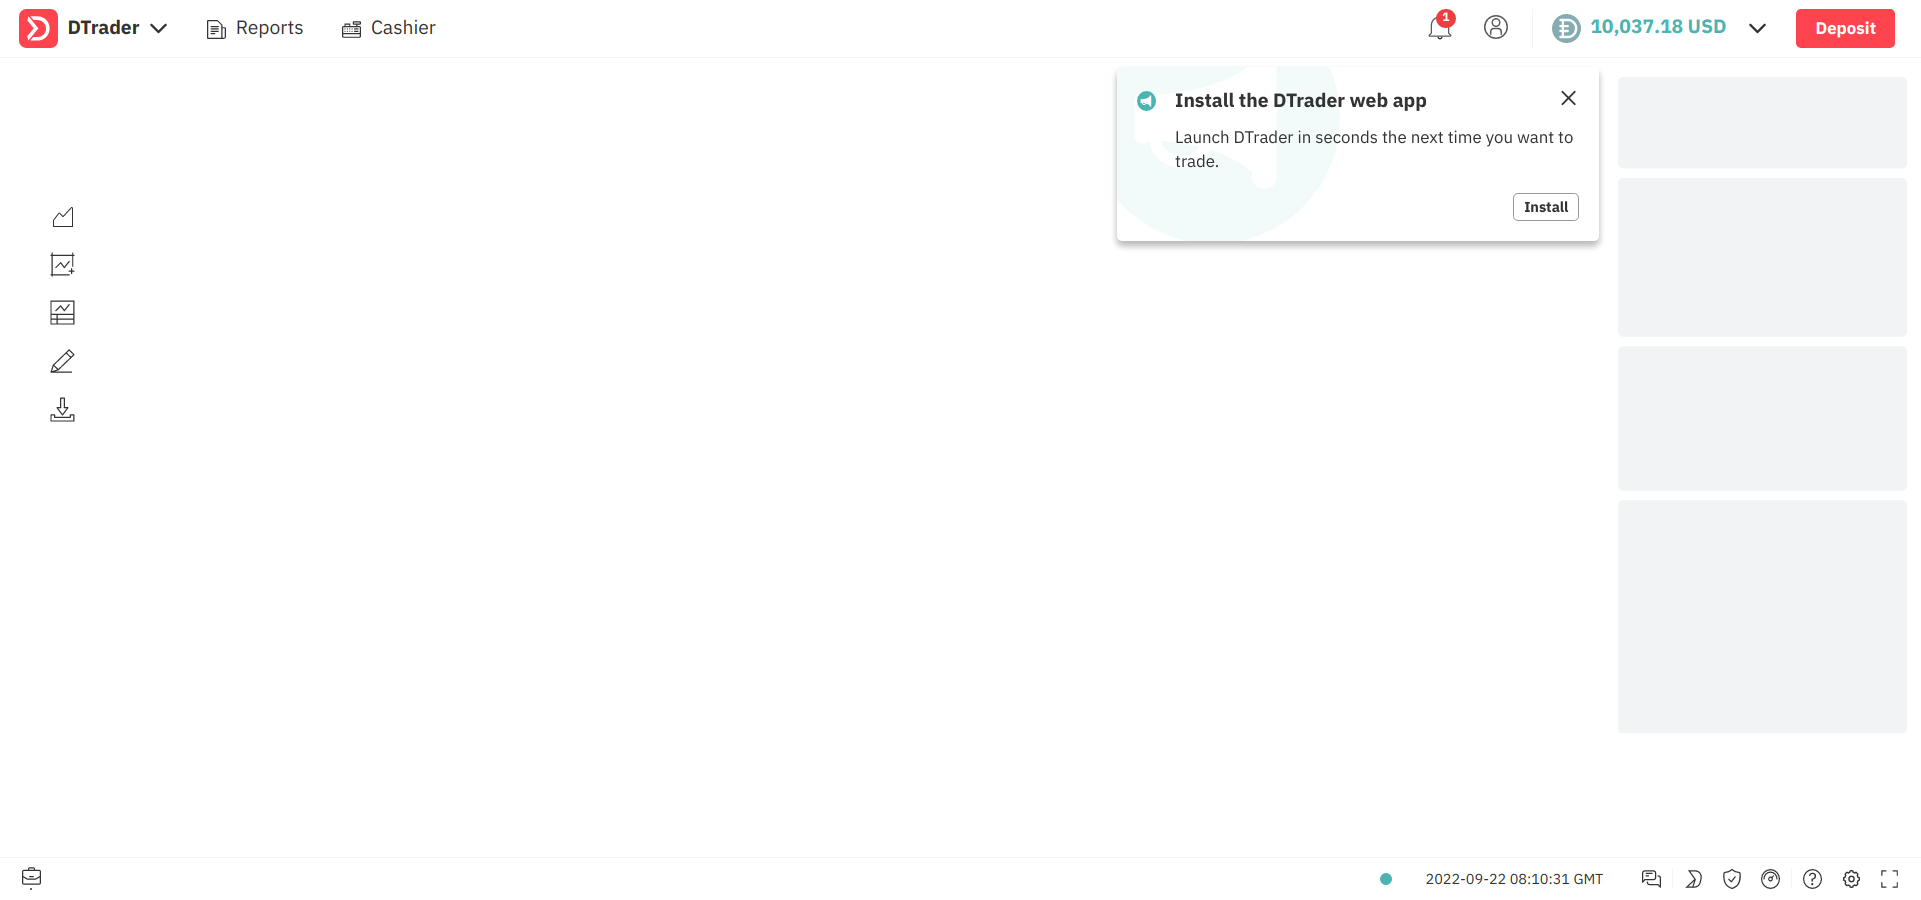 DTrader
Reports
Cashier
1
10,037.18 USD
Deposit
Install the DTrader web app
Launch DTrader in seconds the next time you want to
trade.
Install
2022-09-22 08:10:31 GMT